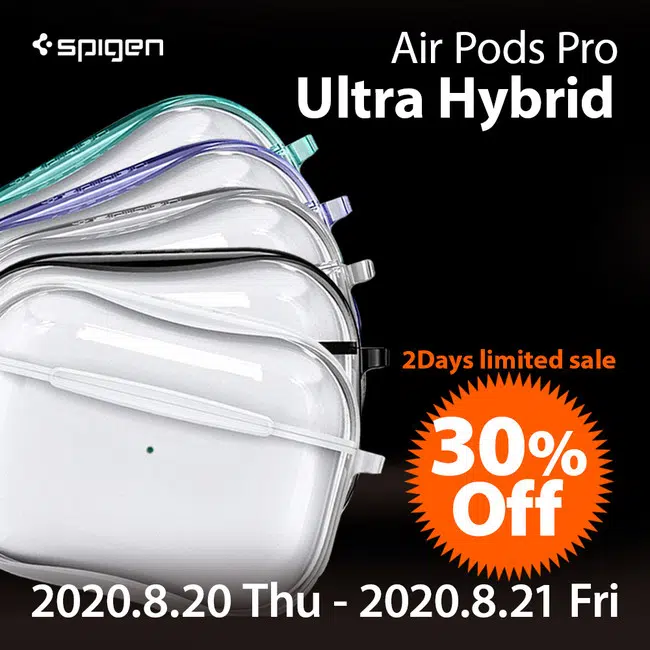 spigen
Air Pods Pro
Ultra Hybrid
2Days limited sale
30%
Off
2020.8.20 Thu - 2020.8.21 Fri